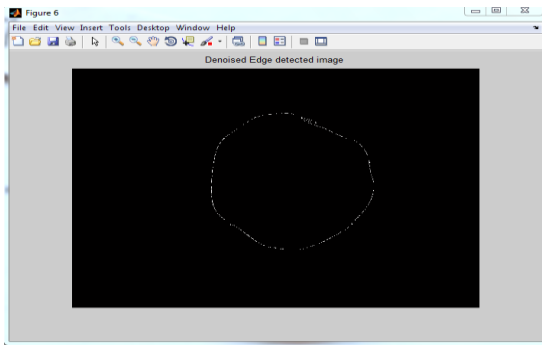 Figure 6
File Edit View Insert Tools Desktop Window Help
Denoised Edge detected image